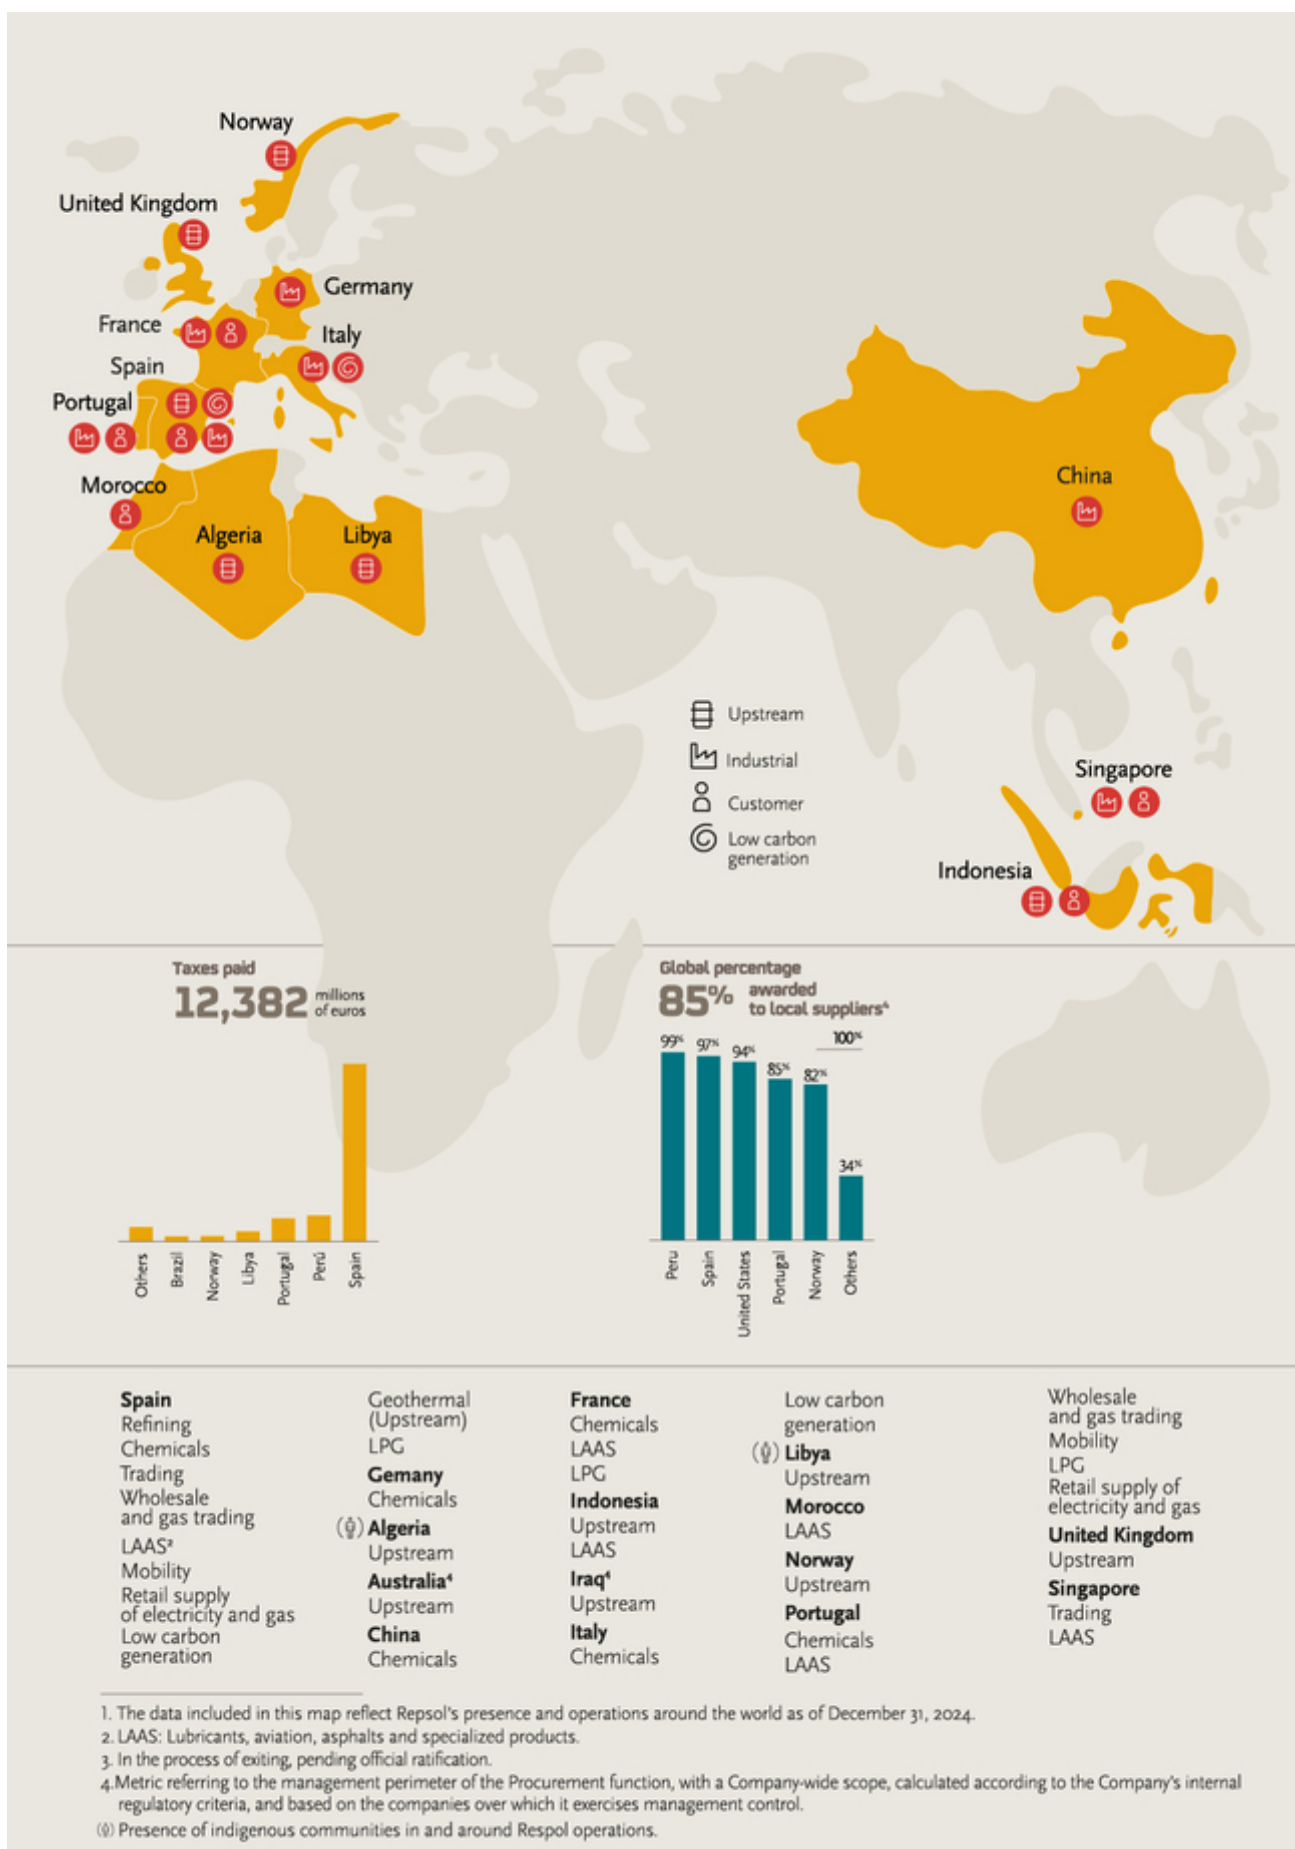 Norway
United Kingdom
Germany
France
Italy
Spain
Portugal
Morocco
Algeria
Libya
China
Upstream
Industrial
Customer
Low carbon
generation
Singapore
Indonesia
Taxes paid
12,382 millions
of euros
Global percentage
85% awarded
to local suppliers⁴
99%
97%
94%
85%
82%
100%
34%
Others
Brazil
Norway
Libya
Portugal
Perú
Spain
Peru
Spain
United States
Portugal
Norway
Others
Spain
Refining
Chemicals
Trading
Wholesale
and gas trading
LAAS²
Mobility
Retail supply
of electricity and gas
Low carbon
generation
Geothermal
(Upstream)
LPG
Gemany
Chemicals
Algeria
Upstream
Australia⁴
Upstream
China
Chemicals
France
Chemicals
LAAS
LPG
Indonesia
Upstream
LAAS
Iraq⁴
Upstream
Italy
Chemicals
Low carbon
generation
Libya
Upstream
Morocco
LAAS
Norway
Upstream
Portugal
Chemicals
LAAS
Wholesale
and gas trading
Mobility
LPG
Retail supply of
electricity and gas
United Kingdom
Upstream
Singapore
Trading
LAAS
1. The data included in this map reflect Repsol's presence and operations around the world as of December 31, 2024.
2. LAAS: Lubricants, aviation, asphalts and specialized products.
3. In the process of exiting, pending official ratification.
4.Metric referring to the management perimeter of the Procurement function, with a Company-wide scope, calculated according to the Company's internal
regulatory criteria, and based on the companies over which it exercises management control.
Presence of indigenous communities in and around Respol operations.